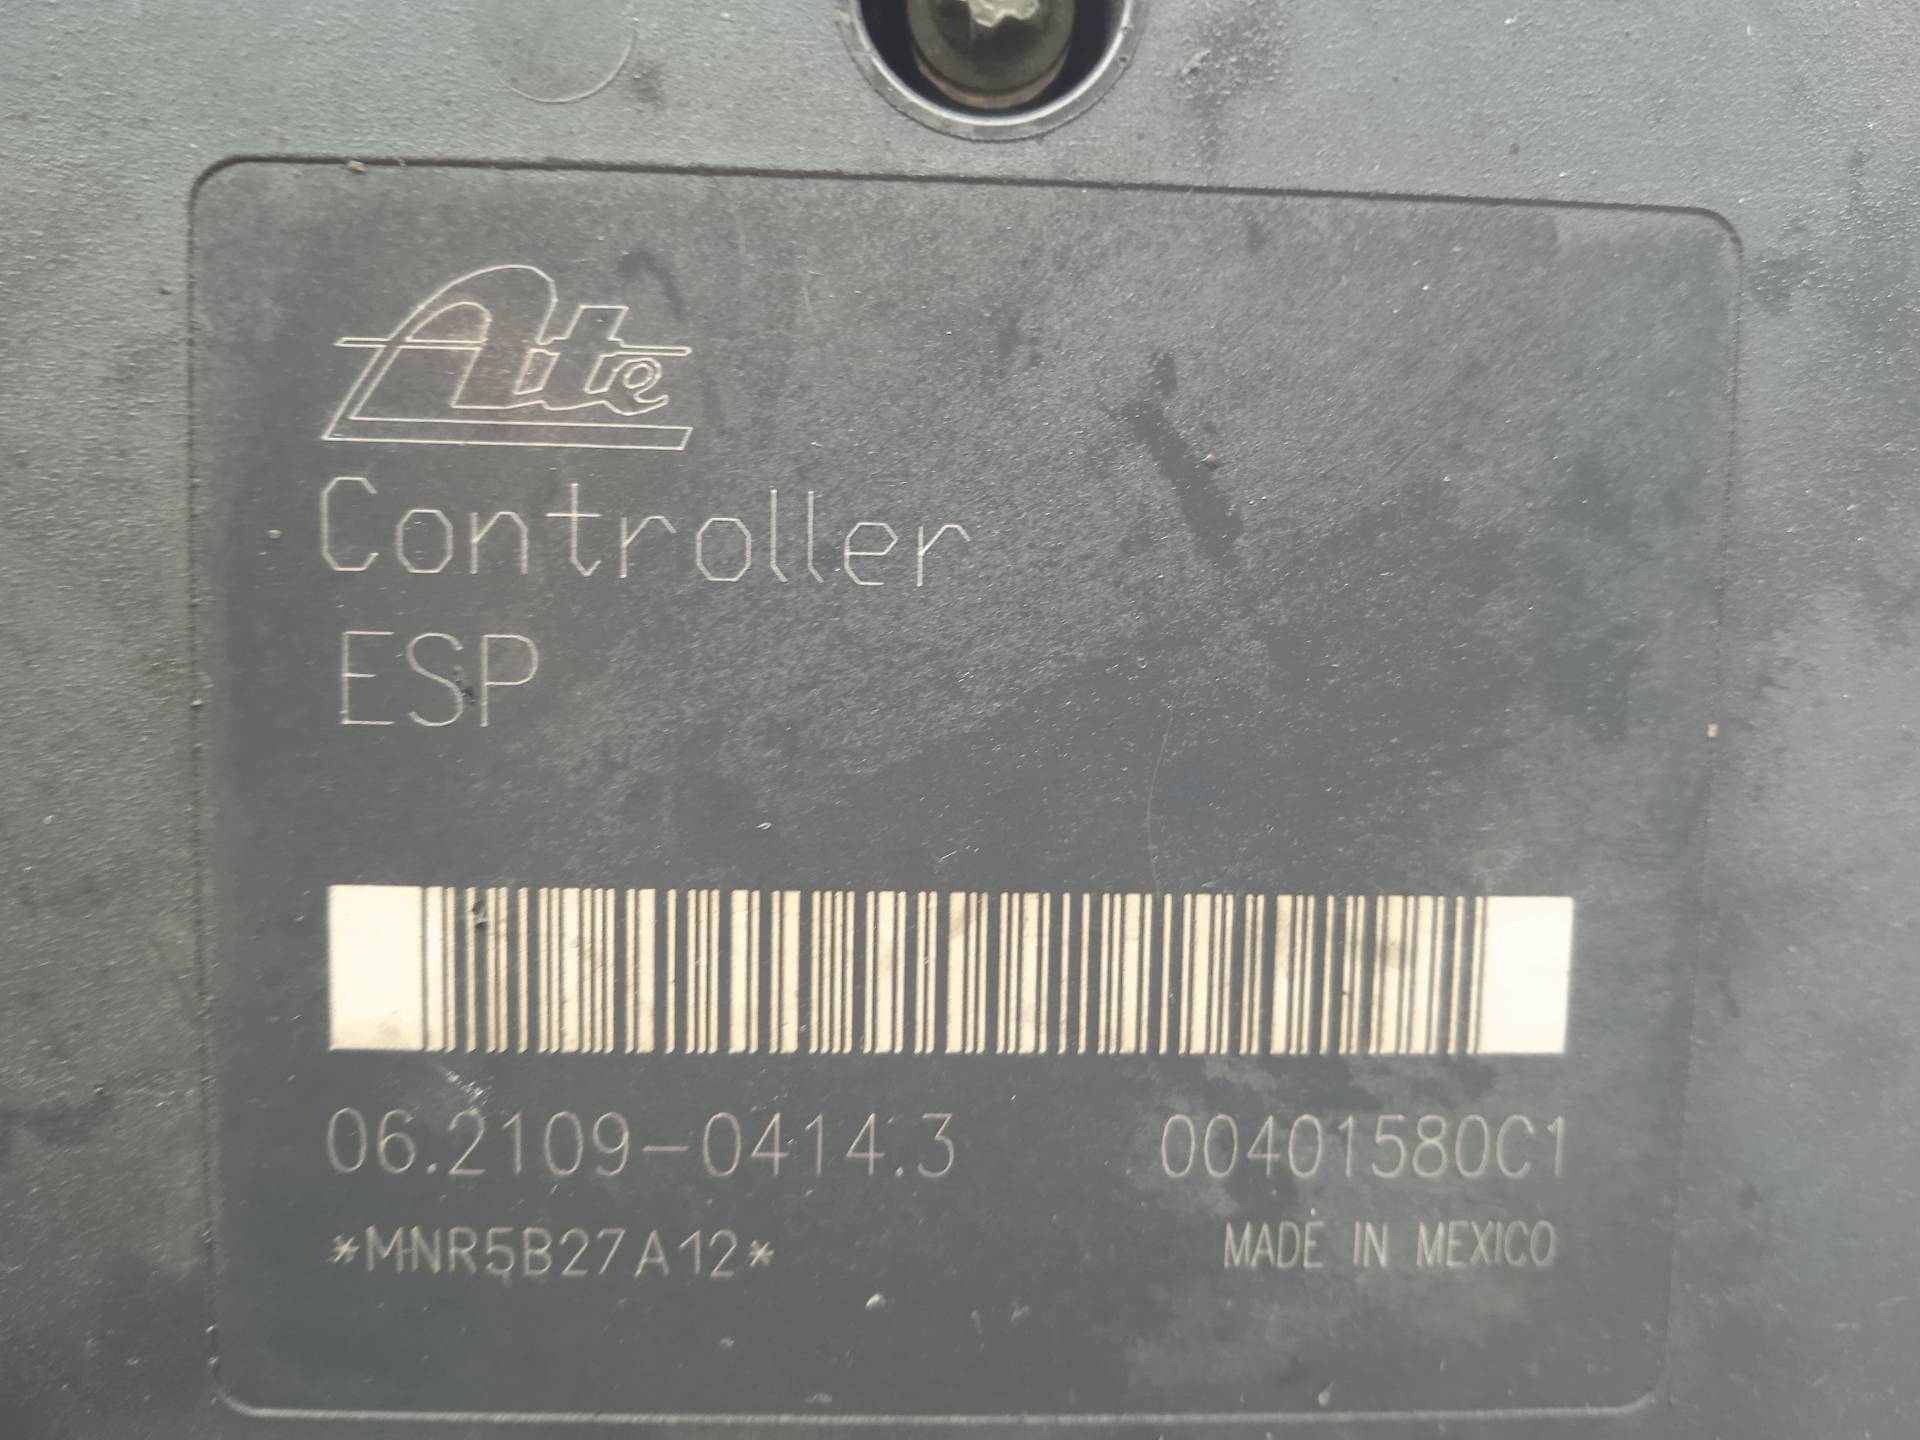 Ate
Controller
ESP
06.2109-0414.3 00401580C1
*MNR5B27A12* MADE IN MEXICO